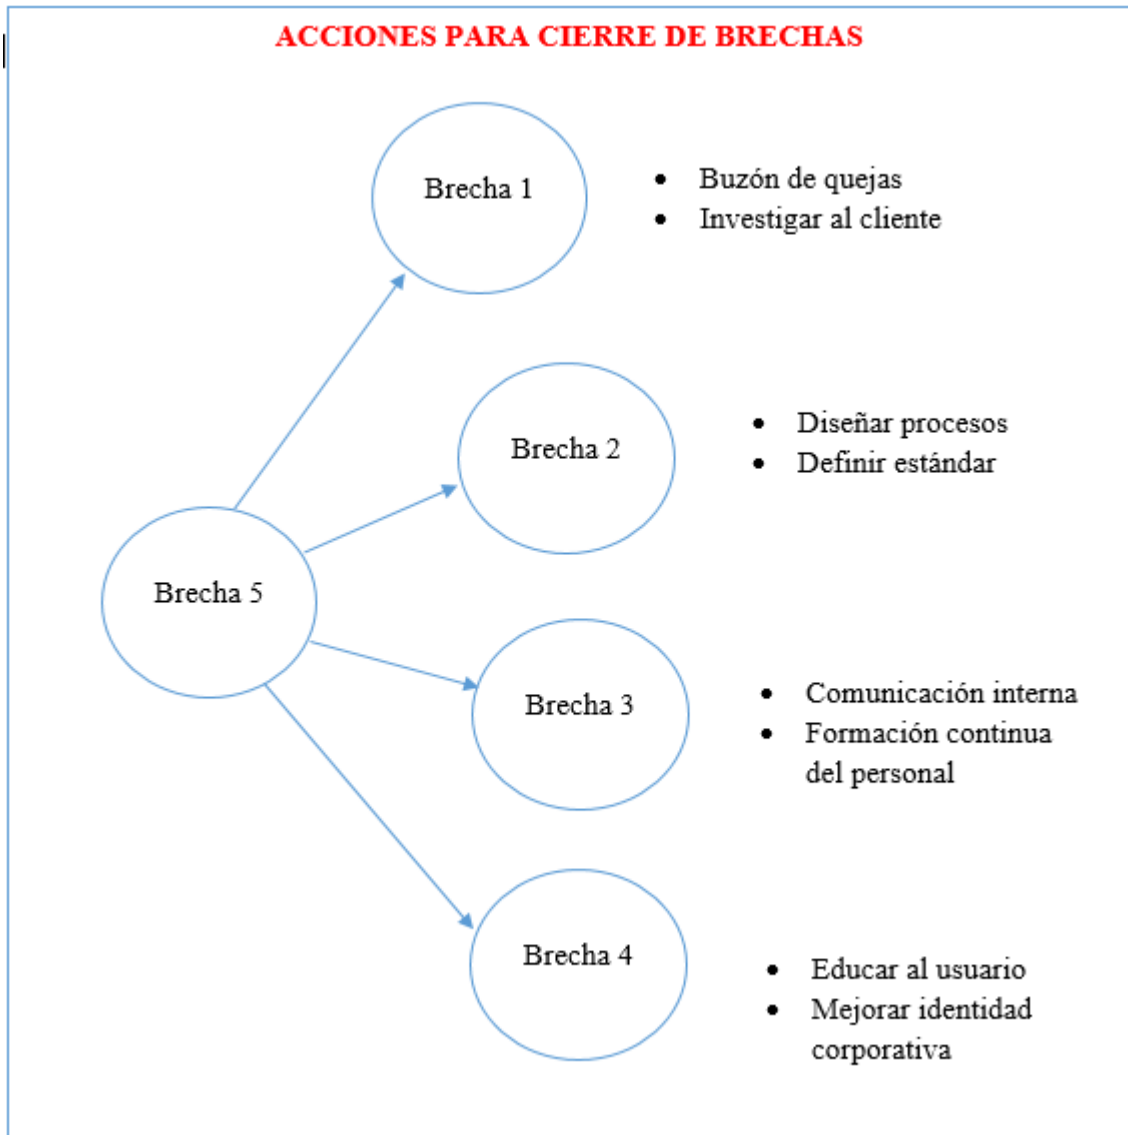 ACCIONES PARA CIERRE DE BRECHAS
Brecha 1
• Buzón de quejas
• Investigar al cliente
Brecha 2
• Diseñar procesos
• Definir estándar
Brecha 5
Brecha 3
• Comunicación interna
• Formación continua
del personal
Brecha 4
• Educar al usuario
• Mejorar identidad
corporativa